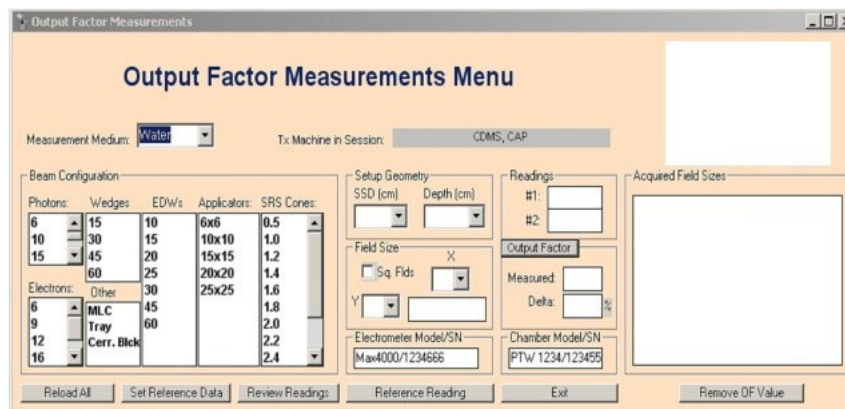 Output Factor Measurements
Output Factor Measurements Menu
Measurement Medium: Water
Tx Machine in Session: CDMS, CAP
Beam Configuration
Photons:
6
10
15
Wedges
15
30
45
60
EDWs
10
15
20
25
30
45
60
Applicators:
6x6
10x10
15x15
20x20
25x25
SRS Cones:
0.5
1.0
1.2
1.4
1.6
1.8
2.0
2.2
2.4
Electrons:
6
9
12
16
Other
MLC
Tray
Cerr. Blck
Setup Geometry
SSD (cm)
Depth (cm)
Field Size
Sq. Flds
X
Y
Electrometer Model/SN
Max4000/1234666
Readings
#1:
#2:
Output Factor
Measured:
Delta:
%
Chamber Model/SN
PTW 1234/123455
Acquired Field Sizes
Reload All
Set Reference Data
Review Readings
Reference Reading
Exit
Remove OF Value